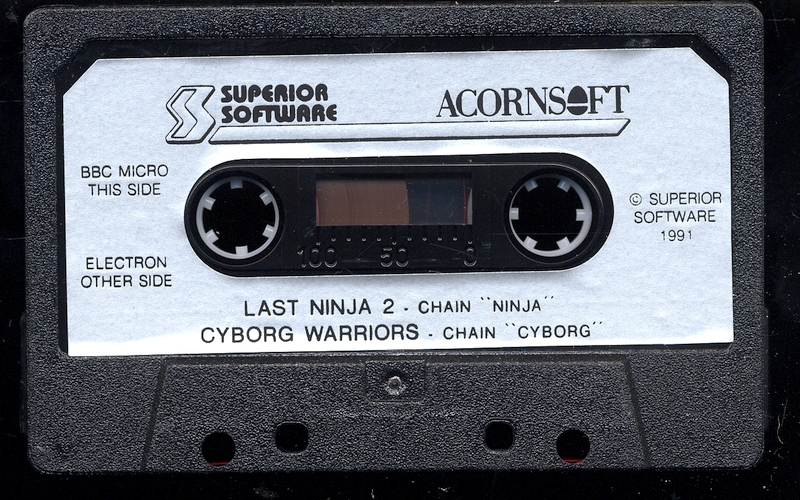 SUPERIOR
SOFTWARE
ACORNSOFT
BBC MICRO
THIS SIDE
ELECTRON
OTHER SIDE
© SUPERIOR
SOFTWARE
1991
100 50 0
LAST NINJA 2 - CHAIN ``NINJA´´
CYBORG WARRIORS - CHAIN ``CYBORG´´